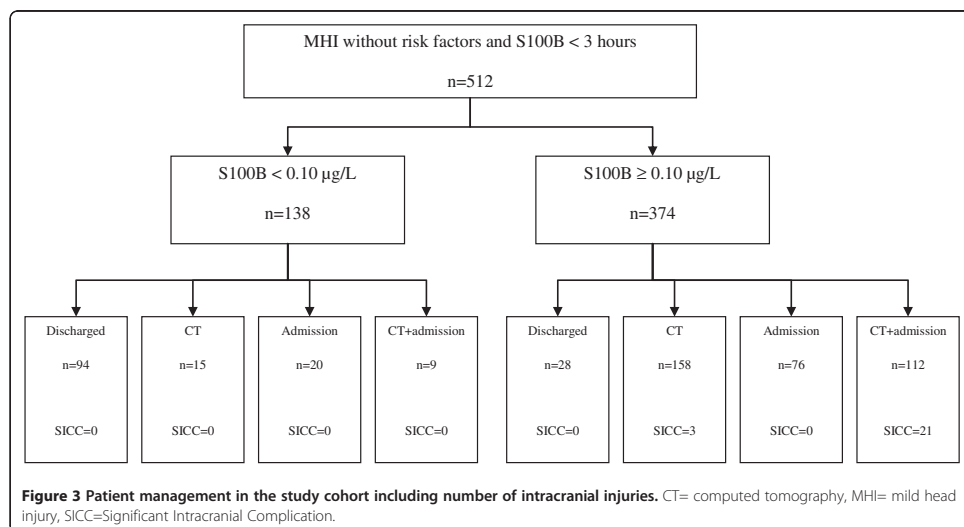 MHI without risk factors and S100B < 3 hours
n=512
S100B < 0.10 µg/L
n=138
S100B ≥ 0.10 µg/L
n=374
Discharged
n=94
SICC=0
CT
n=15
SICC=0
Admission
n=20
SICC=0
CT+admission
n=9
SICC=0
Discharged
n=28
SICC=0
CT
n=158
SICC=3
Admission
n=76
SICC=0
CT+admission
n=112
SICC=21
Figure 3 Patient management in the study cohort including number of intracranial injuries. CT= computed tomography, MHI= mild head
injury, SICC=Significant Intracranial Complication.